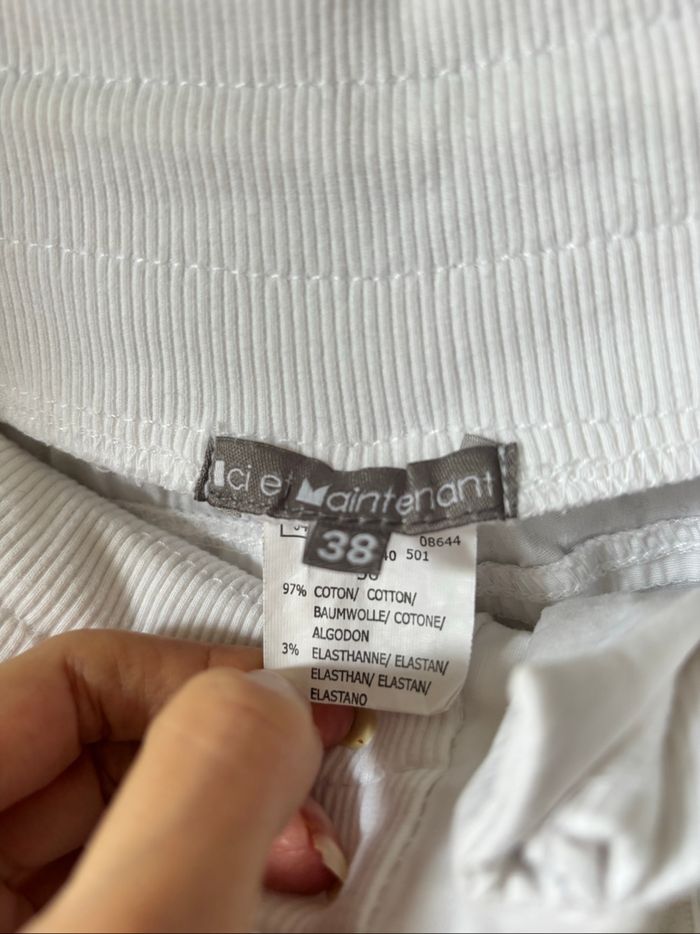 ici et Maintenant
38
08644
40 501
97% COTON/ COTTON/
BAUMWOLLE/ COTONE/
ALGODON
3% ELASTHANNE/ ELASTAN/
ELASTHAN/ ELASTAN/
ELASTANO